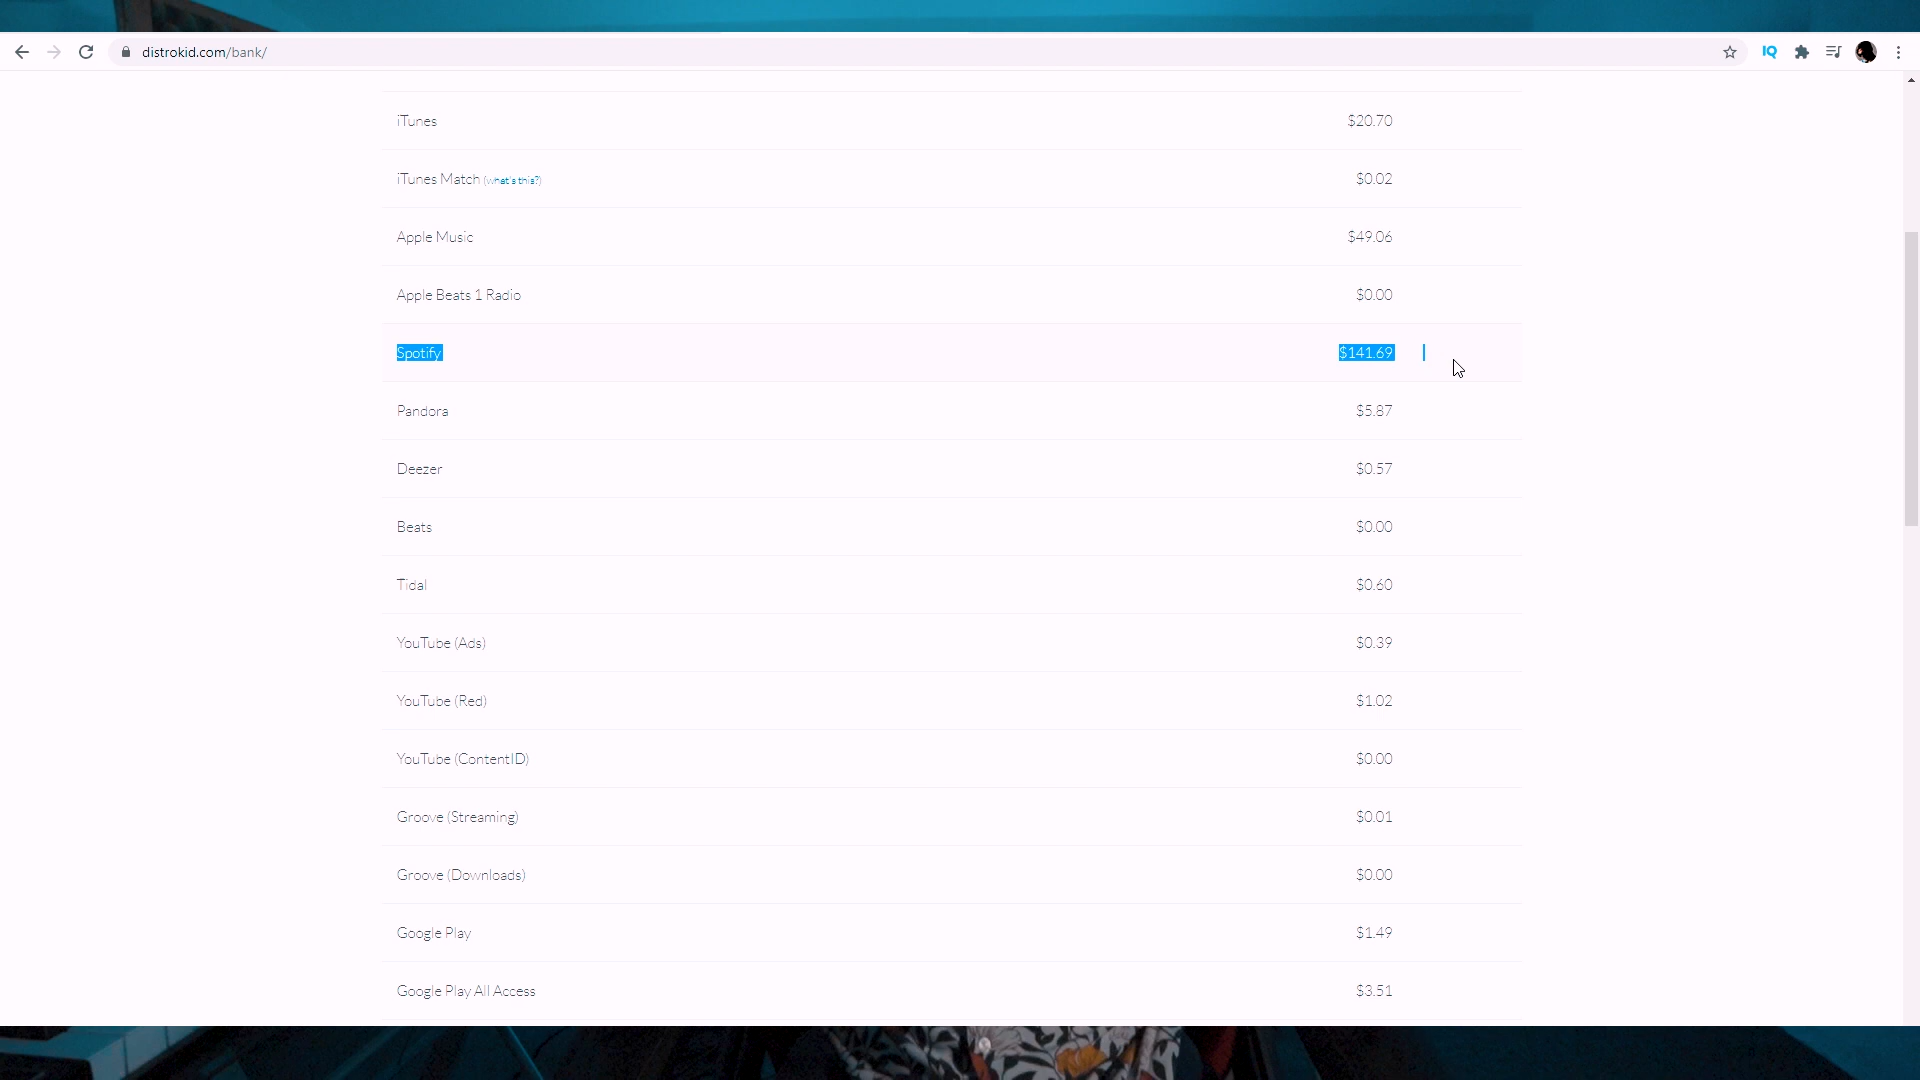 distrokid.com/bank/
IQ
iTunes $20.70
iTunes Match (what's this?) $0.02
Apple Music $49.06
Apple Beats 1 Radio $0.00
Spotify $141.69
Pandora $5.87
Deezer $0.57
Beats $0.00
Tidal $0.60
YouTube (Ads) $0.39
YouTube (Red) $1.02
YouTube (ContentID) $0.00
Groove (Streaming) $0.01
Groove (Downloads) $0.00
Google Play $1.49
Google Play All Access $3.51